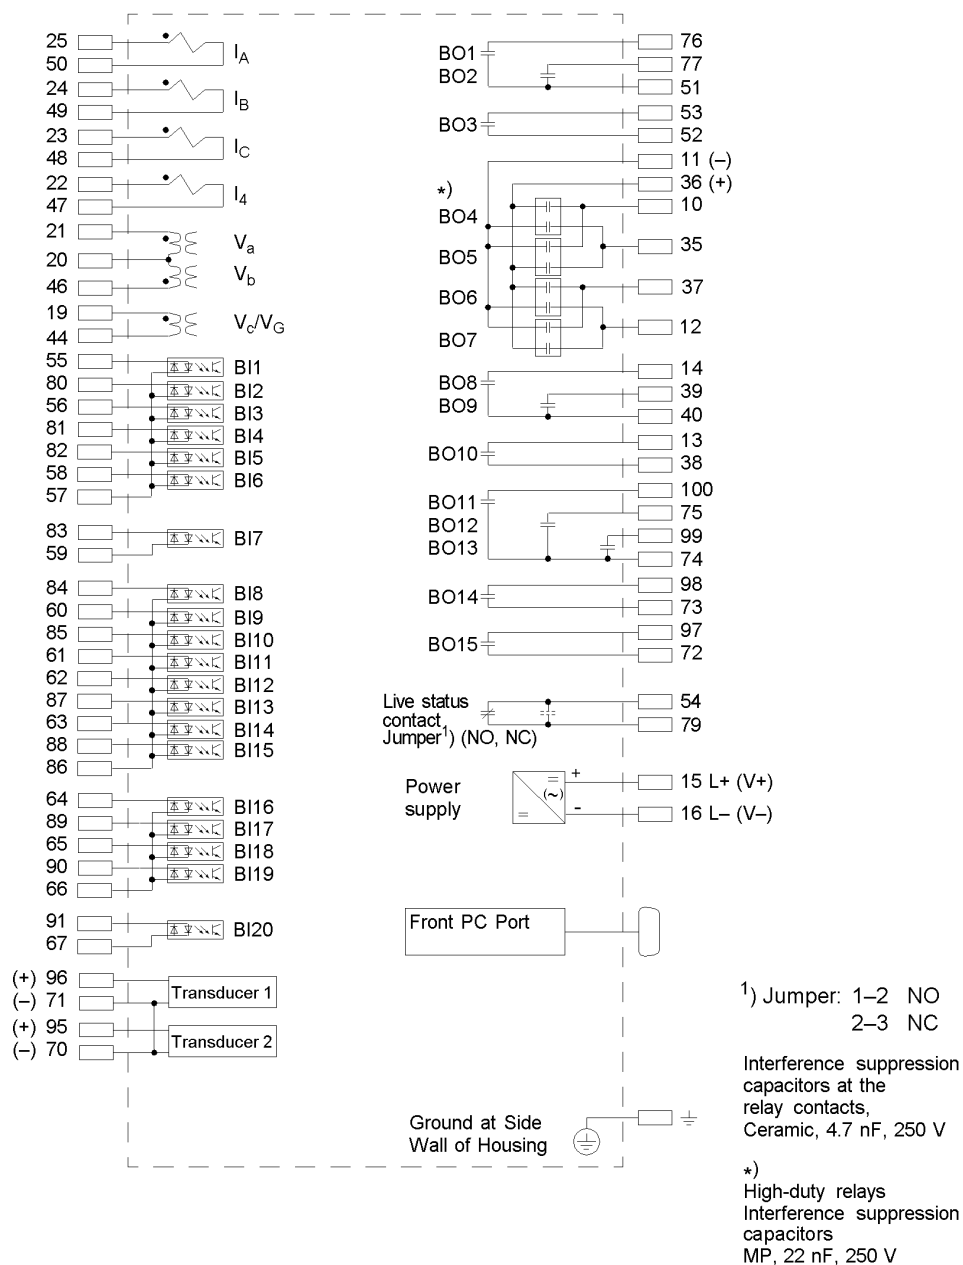 25
50
I_A
24
49
I_B
23
48
I_C
22
47
I_4
21
20
46
V_a
V_b
19
44
V_c/V_G
55 BI1
80 BI2
56 BI3
81 BI4
82 BI5
58 BI6
57
83 BI7
59
84 BI8
60 BI9
85 BI10
61 BI11
62 BI12
87 BI13
63 BI14
88 BI15
86
64 BI16
89 BI17
65 BI18
90 BI19
66
91 BI20
67
(+) 96
(–) 71
Transducer 1
(+) 95
(–) 70
Transducer 2
BO1 76
BO2 77
51
BO3 53
52
11 (–)
36 (+)
*)
BO4 10
35
BO5
BO6 37
BO7 12
BO8 14
BO9 39
40
BO10 13
38
BO11 100
BO12 75
BO13 99
74
BO14 98
73
BO15 97
72
Live status
contact
Jumper¹) (NO, NC)
54
79
Power
supply
=
(~)
=
+
-
15 L+ (V+)
16 L– (V–)
Front PC Port
Ground at Side
Wall of Housing
¹) Jumper: 1–2 NO
2–3 NC
Interference suppression
capacitors at the
relay contacts,
Ceramic, 4.7 nF, 250 V
*)
High-duty relays
Interference suppression
capacitors
MP, 22 nF, 250 V